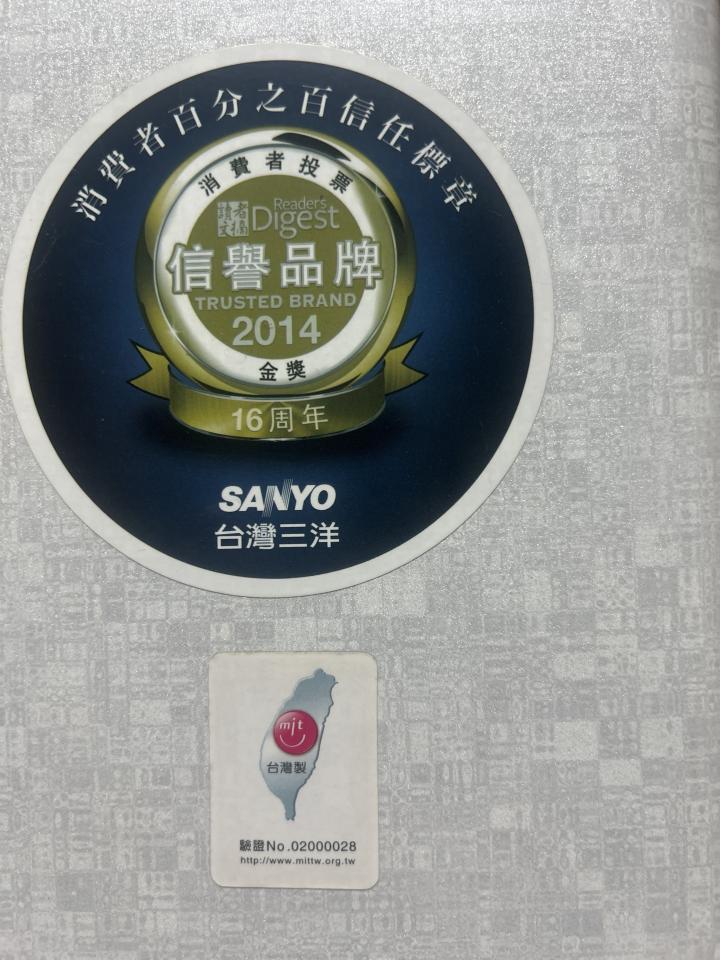 消費者百分之百信任標章
消費者投票
讀者文摘
Reader's Digest
信譽品牌
TRUSTED BRAND
2014
金獎
16周年
SANYO
台灣三洋
mit
台灣製
驗證No.02000028
http://www.mittw.org.tw